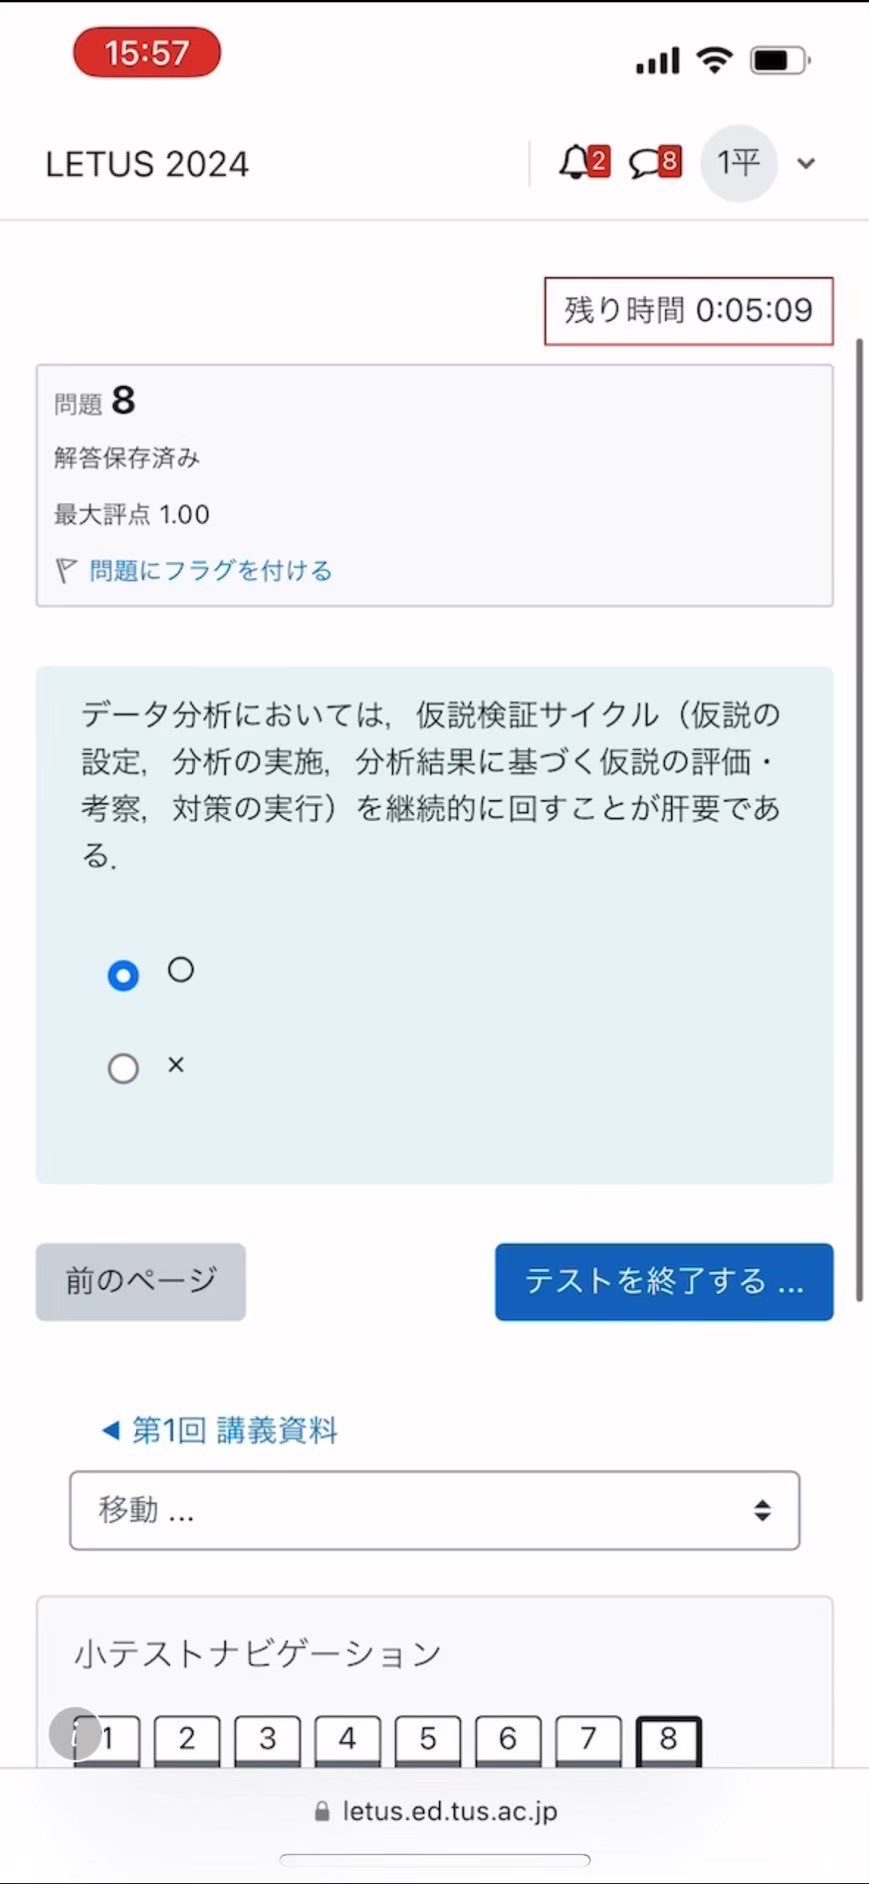 15:57
LETUS 2024
2
8
1平
残り時間 0:05:09
問題 8
解答保存済み
最大評点 1.00
問題にフラグを付ける
データ分析においては，仮説検証サイクル（仮説の
設定，分析の実施，分析結果に基づく仮説の評価・
考察，対策の実行）を継続的に回すことが肝要であ
る．
○
×
前のページ
テストを終了する ...
◀ 第1回 講義資料
移動 ...
小テストナビゲーション
i
1 2 3 4 5 6 7 8
letus.ed.tus.ac.jp